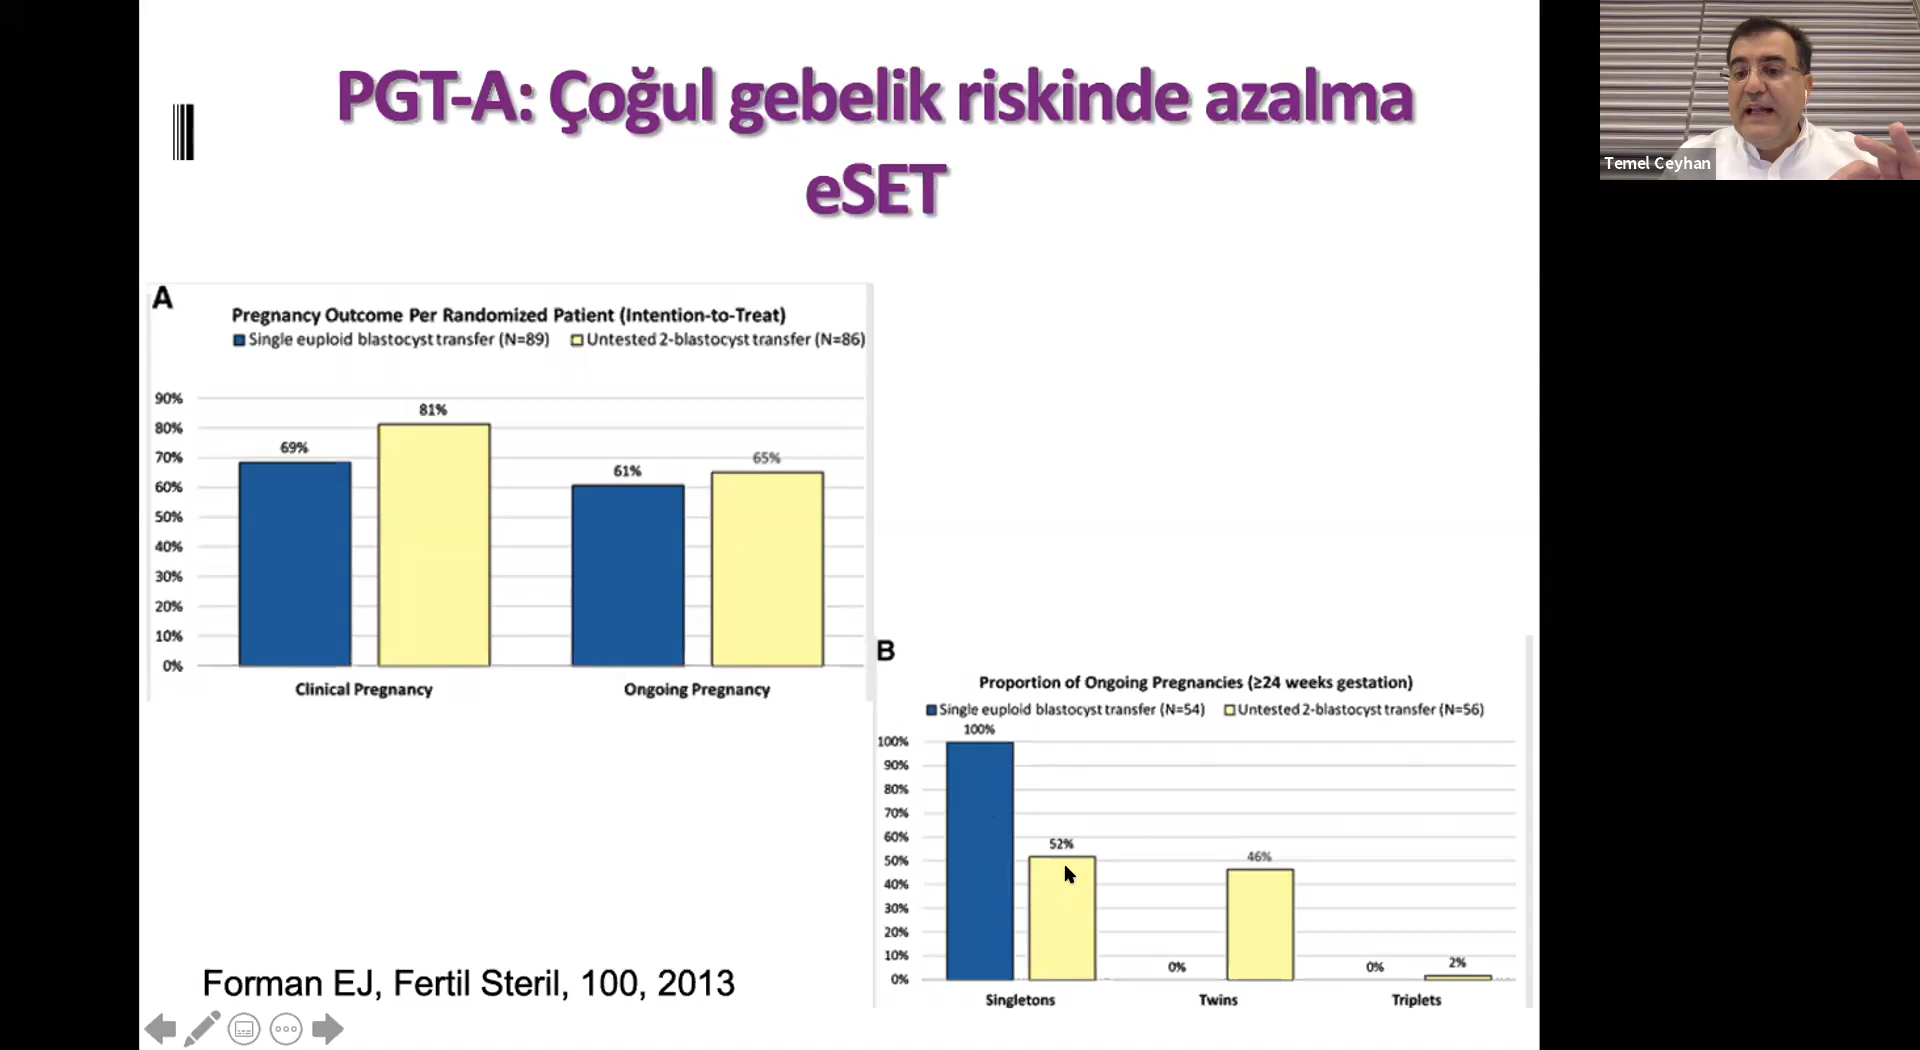 PGT-A: Çoğul gebelik riskinde azalma
eSET
Temel Ceyhan
A
Pregnancy Outcome Per Randomized Patient (Intention-to-Treat)
Single euploid blastocyst transfer (N=89) Untested 2-blastocyst transfer (N=86)
90%
80%
70%
60%
50%
40%
30%
20%
10%
0%
69%
81%
61%
65%
Clinical Pregnancy
Ongoing Pregnancy
B
Proportion of Ongoing Pregnancies (≥24 weeks gestation)
Single euploid blastocyst transfer (N=54) Untested 2-blastocyst transfer (N=56)
100%
90%
80%
70%
60%
50%
40%
30%
20%
10%
0%
100%
52%
0%
46%
0%
2%
Singletons
Twins
Triplets
Forman EJ, Fertil Steril, 100, 2013